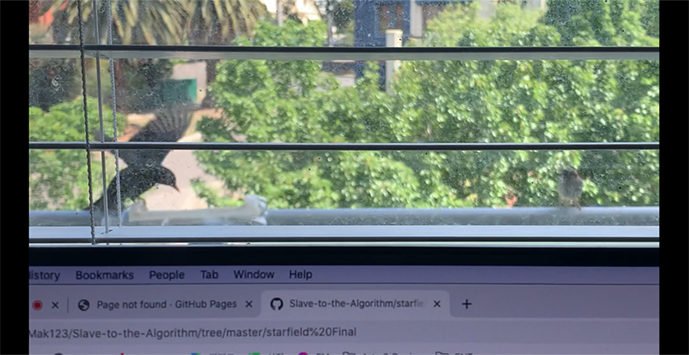 History Bookmarks People Tab Window Help
Page not found · GitHub Pages Slave-to-the-Algorithm/starfie
Mak123/Slave-to-the-Algorithm/tree/master/starfield%20Final